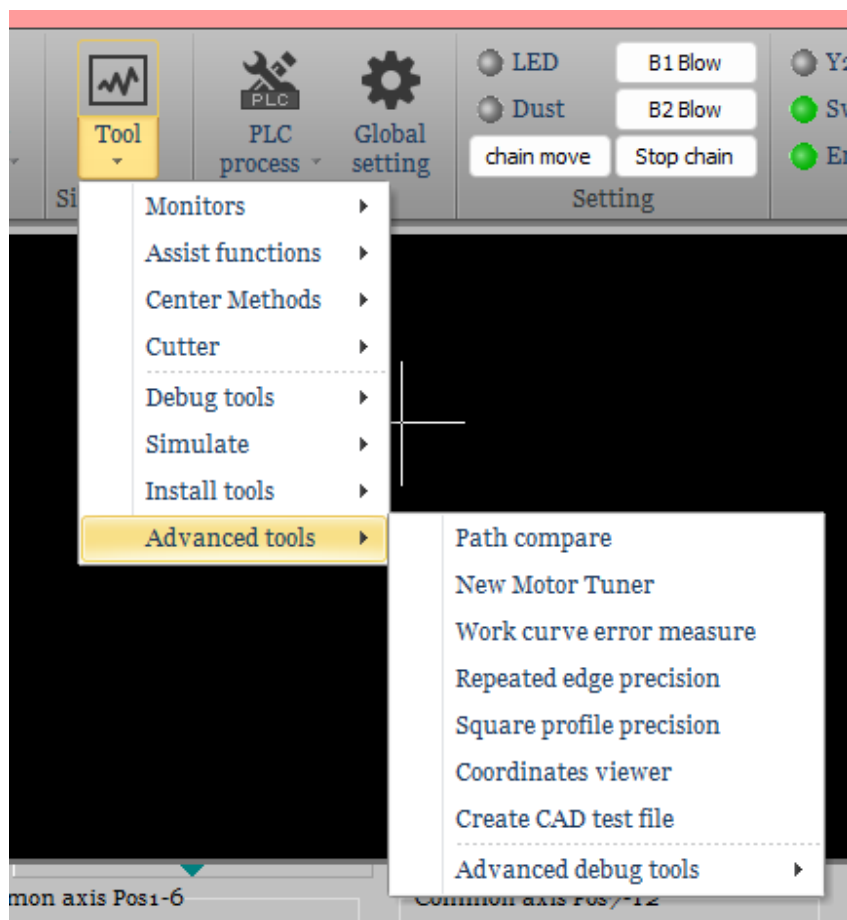 LED
B1 Blow
Dust
B2 Blow
PLC
Tool
PLC
process
Global
setting
chain move
Stop chain
Setting
Monitors
Assist functions
Center Methods
Cutter
Debug tools
Simulate
Install tools
Advanced tools
Path compare
New Motor Tuner
Work curve error measure
Repeated edge precision
Square profile precision
Coordinates viewer
Create CAD test file
Advanced debug tools
axis Pos1-6